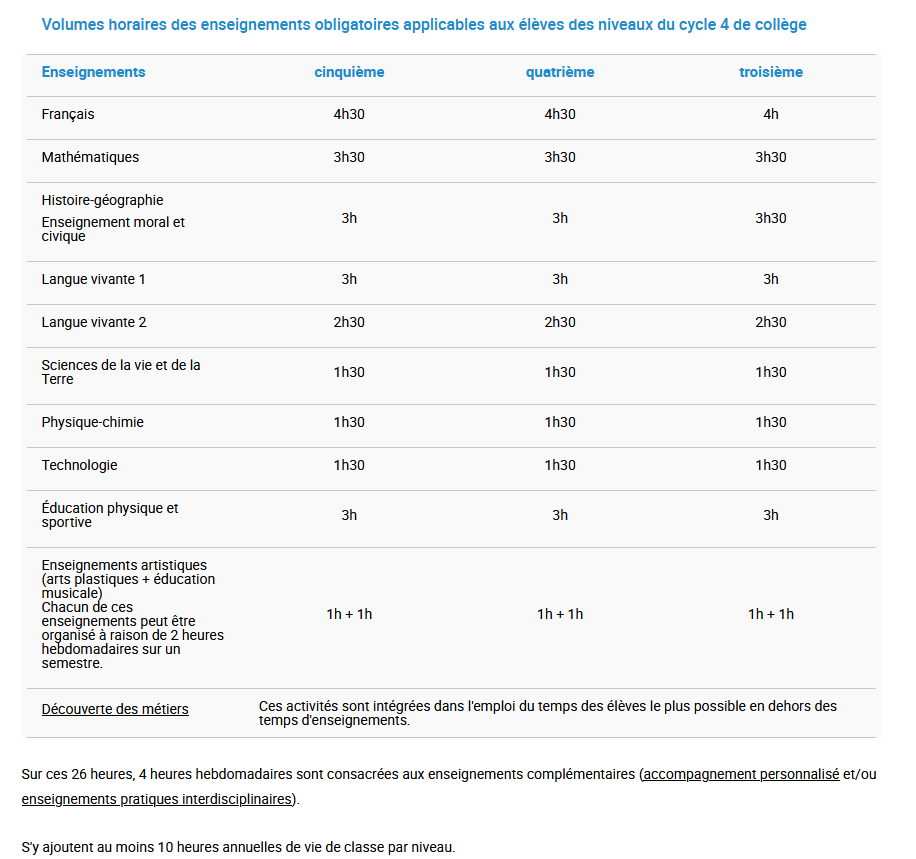 Volumes horaires des enseignements obligatoires applicables aux élèves des niveaux du cycle 4 de collège
Enseignements cinquième quatrième troisième
Français 4h30 4h30 4h
Mathématiques 3h30 3h30 3h30
Histoire-géographie
Enseignement moral et
civique
3h 3h 3h30
Langue vivante 1 3h 3h 3h
Langue vivante 2 2h30 2h30 2h30
Sciences de la vie et de la
Terre
1h30 1h30 1h30
Physique-chimie 1h30 1h30 1h30
Technologie 1h30 1h30 1h30
Éducation physique et
sportive
3h 3h 3h
Enseignements artistiques
(arts plastiques + éducation
musicale)
Chacun de ces
enseignements peut être
organisé à raison de 2 heures
hebdomadaires sur un
semestre.
1h + 1h 1h + 1h 1h + 1h
Découverte des métiers
Ces activités sont intégrées dans l'emploi du temps des élèves le plus possible en dehors des
temps d'enseignements.
Sur ces 26 heures, 4 heures hebdomadaires sont consacrées aux enseignements complémentaires (accompagnement personnalisé et/ou
enseignements pratiques interdisciplinaires).
S'y ajoutent au moins 10 heures annuelles de vie de classe par niveau.